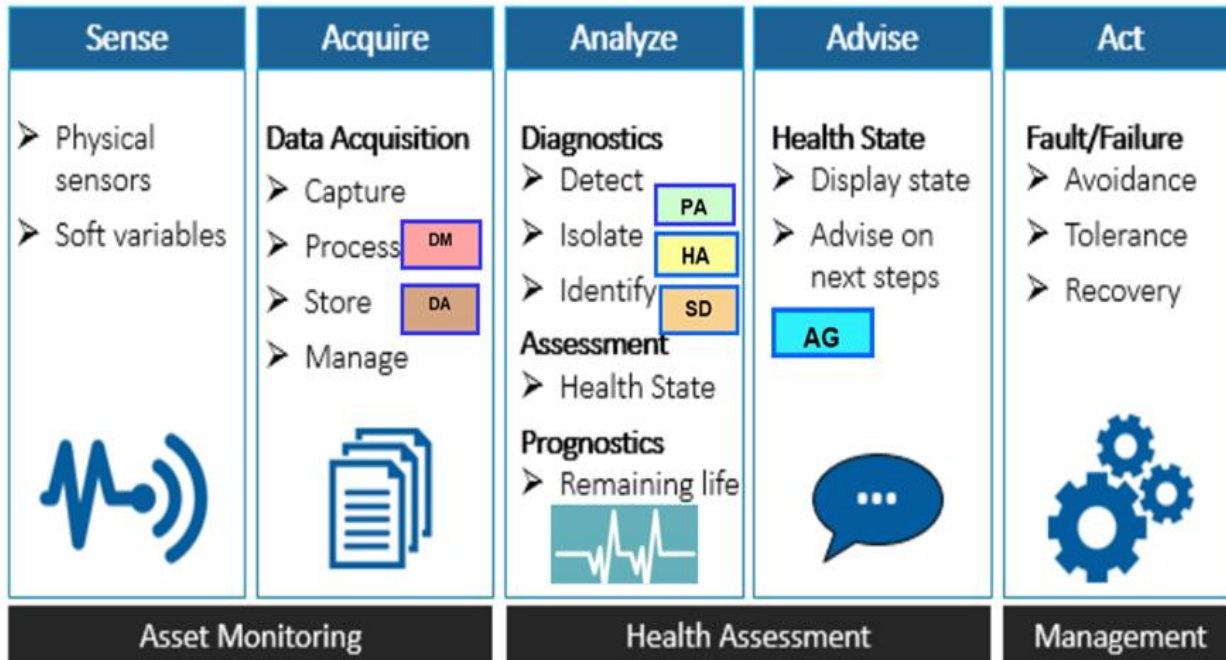 Sense
Physical
sensors
Soft variables
Acquire
Data Acquisition
Capture
Process
DM
Store
DA
Manage
Analyze
Diagnostics
Detect
PA
Isolate
HA
Identify
SD
Assessment
Health State
Prognostics
Remaining life
Advise
Health State
Display state
Advise on
next steps
AG
Act
Fault/Failure
Avoidance
Tolerance
Recovery
Asset Monitoring
Health Assessment
Management